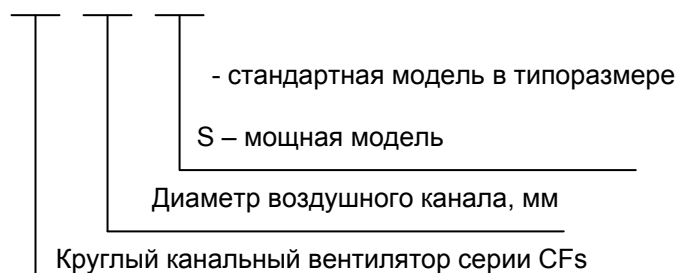 - стандартная модель в типоразмере
S – мощная модель
Диаметр воздушного канала, мм
Круглый канальный вентилятор серии CFs